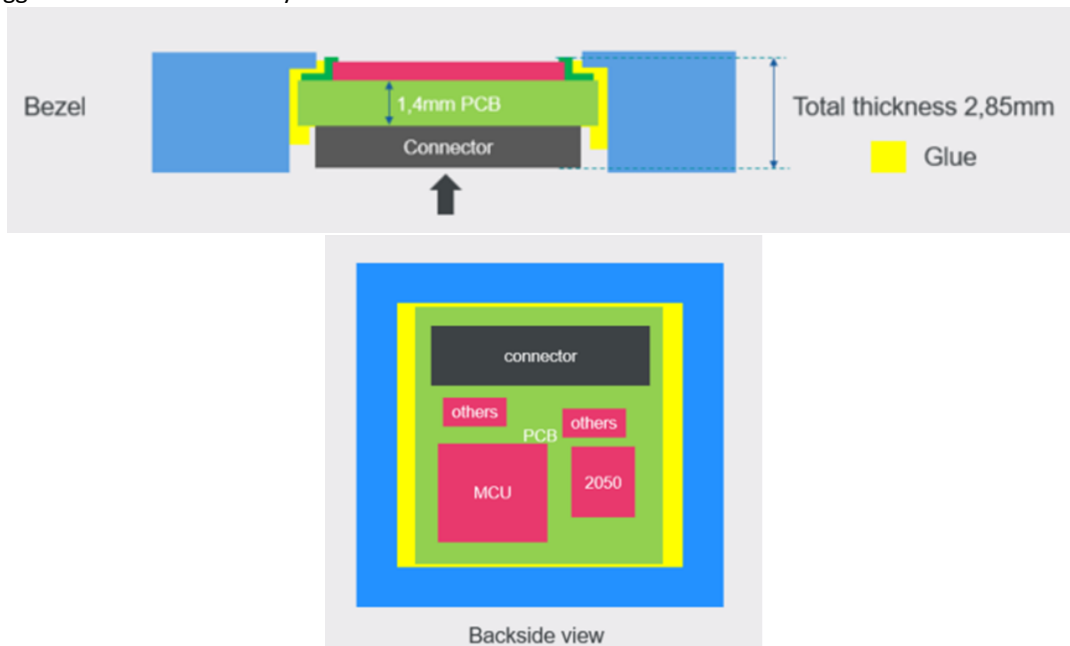 Bezel
1,4mm PCB
Total thickness 2,85mm
Connector
Glue
connector
others
others
PCB
MCU
2050
Backside view